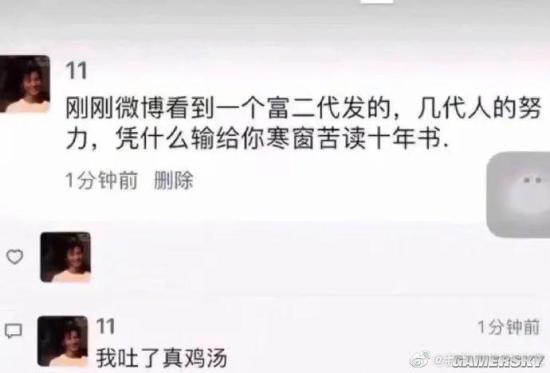 11
刚刚微博看到一个富二代发的，几代人的努
力，凭什么输给你寒窗苦读十年书.
1分钟前 删除
11
1分钟前
我吐了真鸡汤
GAMERSKY